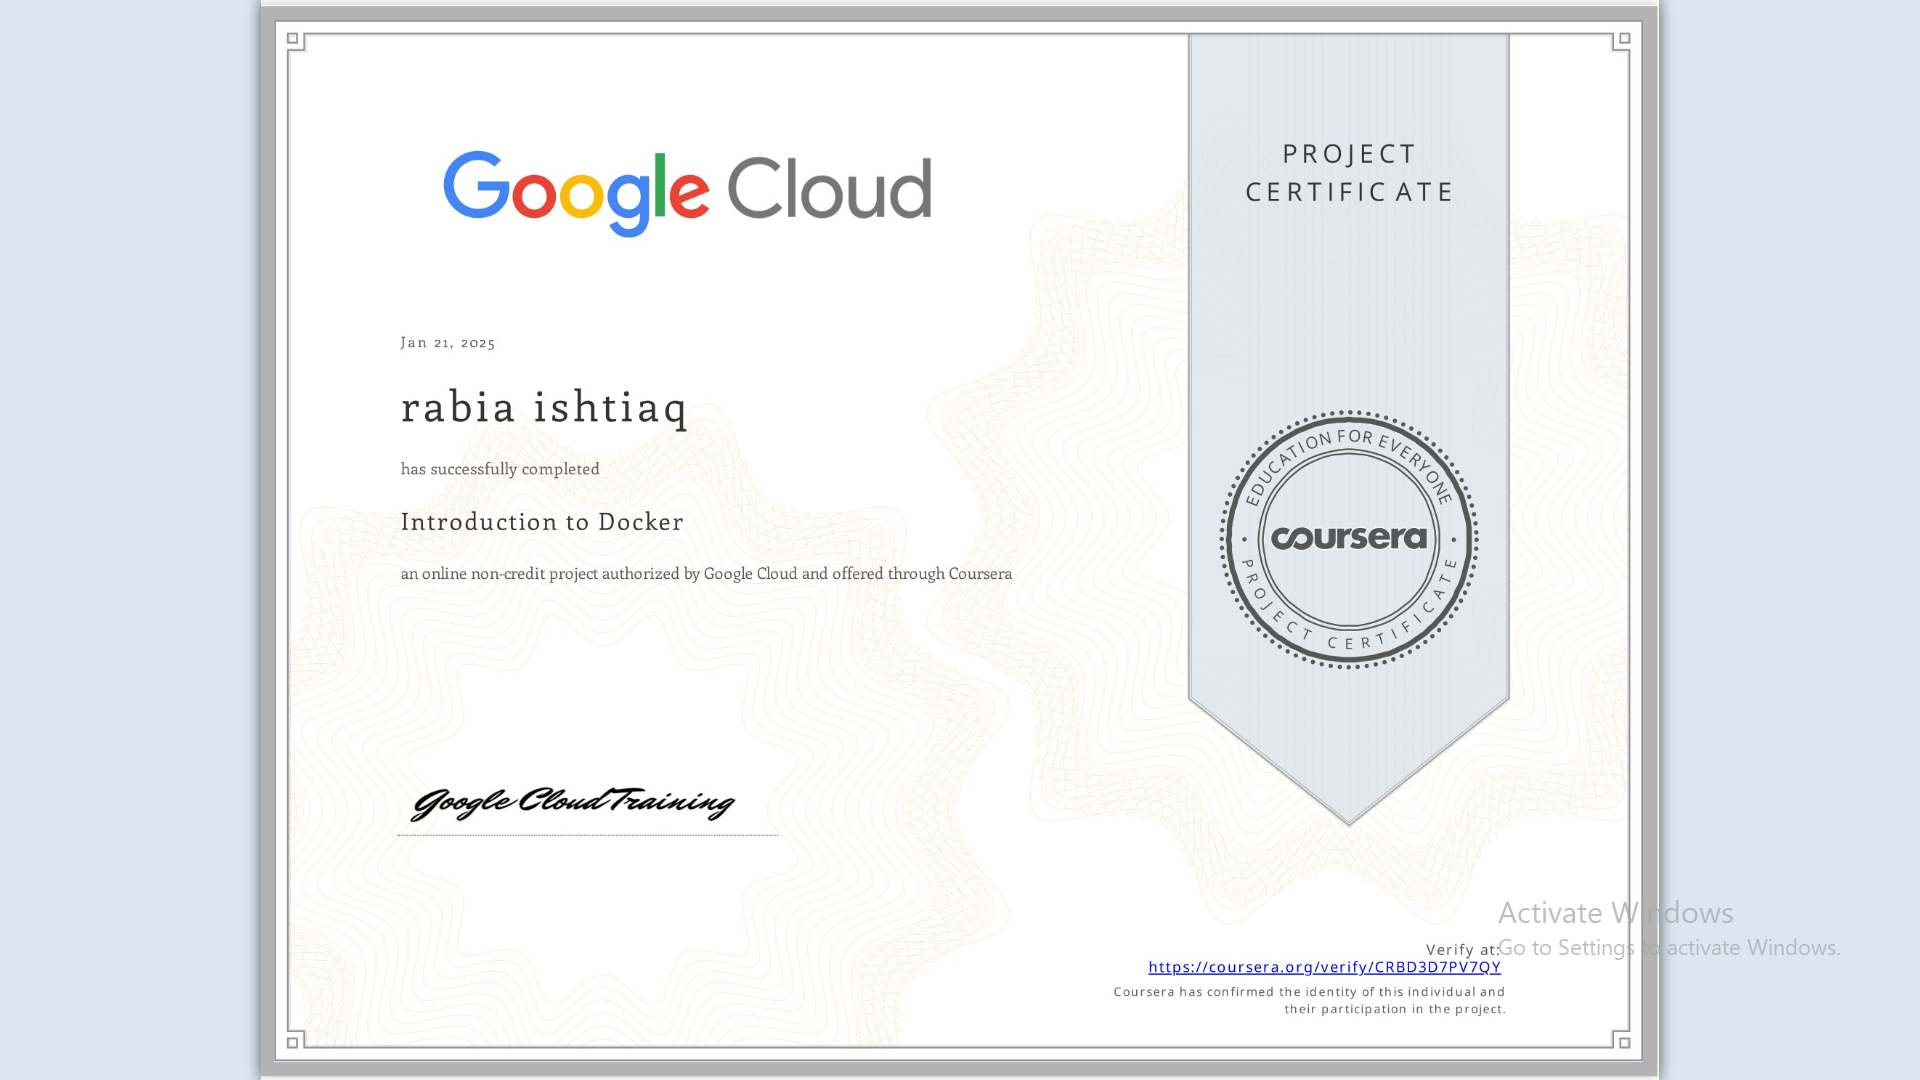 Google Cloud
PROJECT
CERTIFICATE
Jan 21, 2025
rabia ishtiaq
has successfully completed
Introduction to Docker
an online non-credit project authorized by Google Cloud and offered through Coursera
EDUCATION FOR EVERYONE
coursera
PROJECT CERTIFICATE
Google Cloud Training
Activate Windows
Go to Settings to activate Windows.
Verify at:
https://coursera.org/verify/CRBD3D7PV7QY
Coursera has confirmed the identity of this individual and
their participation in the project.